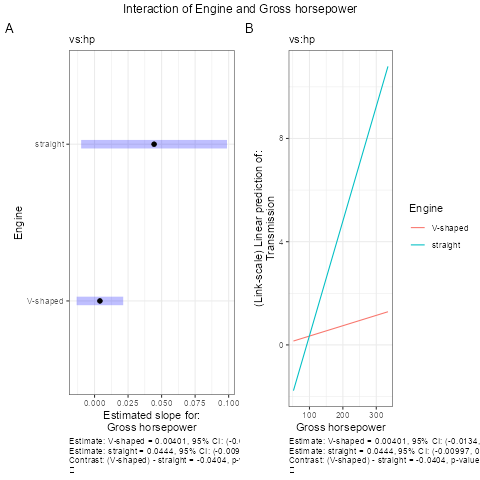 Interaction of Engine and Gross horsepower
A
vs:hp
straight
V-shaped
Engine
0.000 0.025 0.050 0.075 0.100
Estimated slope for:
Gross horsepower
Estimate: V-shaped = 0.00401, 95% CI: (-0.
Estimate: straight = 0.0444, 95% CI: (-0.009
Contrast: (V-shaped) - straight = -0.0404, p-
B
vs:hp
(Link-scale) Linear prediction of:
Transmission
8
4
0
100 200 300
Gross horsepower
Engine
V-shaped
straight
Estimate: V-shaped = 0.00401, 95% CI: (-0.0134,
Estimate: straight = 0.0444, 95% CI: (-0.00997, 0
Contrast: (V-shaped) - straight = -0.0404, p-value